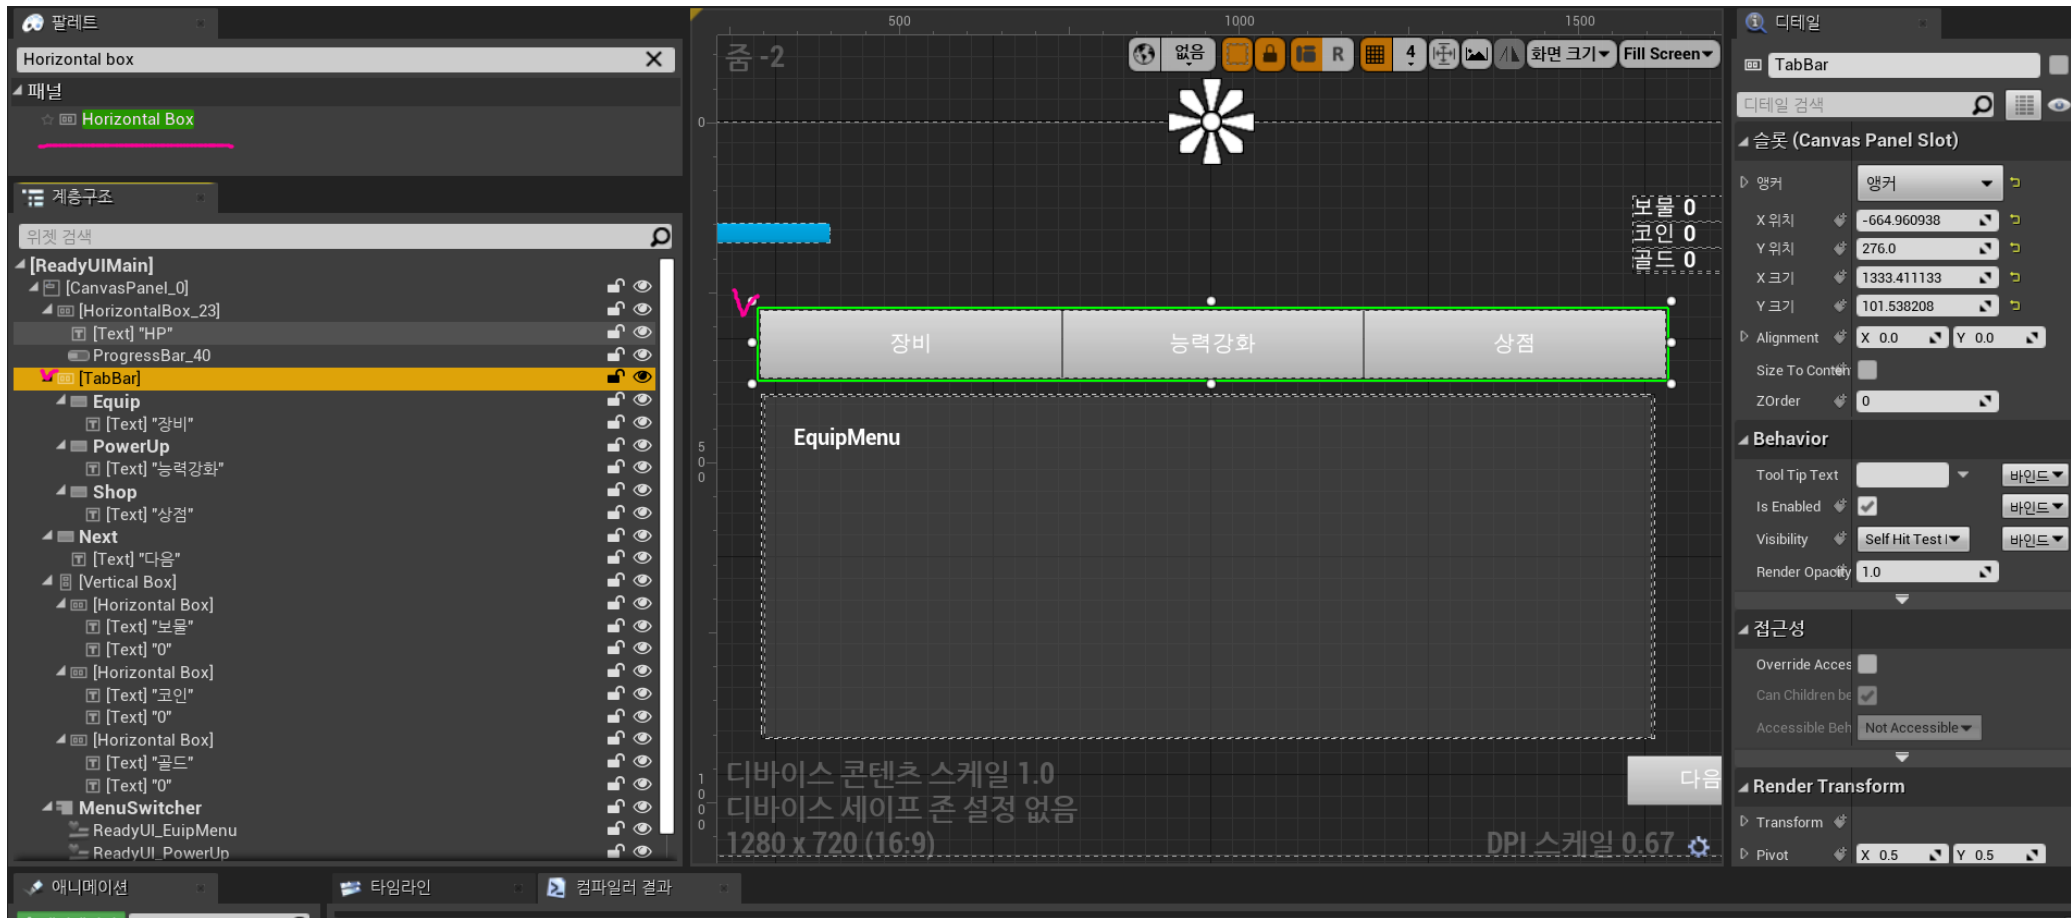 팔레트
Horizontal box
패널
Horizontal Box
계층구조
위젯 검색
[ReadyUIMain]
[CanvasPanel_0]
[HorizontalBox_23]
[Text] "HP"
ProgressBar_40
[TabBar]
Equip
[Text] "장비"
PowerUp
[Text] "능력강화"
Shop
[Text] "상점"
Next
[Text] "다음"
[Vertical Box]
[Horizontal Box]
[Text] "보물"
[Text] "0"
[Horizontal Box]
[Text] "코인"
[Text] "0"
[Horizontal Box]
[Text] "골드"
[Text] "0"
MenuSwitcher
ReadyUI_EuipMenu
ReadyUI_PowerUp
500 1000 1500
줌 -2
없음 R 4 화면 크기 Fill Screen
0
보물 0
코인 0
골드 0
장비 능력강화 상점
500
EquipMenu
다음
1000
디바이스 콘텐츠 스케일 1.0
디바이스 세이프 존 설정 없음
1280 x 720 (16:9)
DPI 스케일 0.67
디테일
TabBar
디테일 검색
슬롯 (Canvas Panel Slot)
앵커 앵커
X 위치 -664.960938
Y 위치 276.0
X 크기 1333.411133
Y 크기 101.538208
Alignment X 0.0 Y 0.0
Size To Conten
ZOrder 0
Behavior
Tool Tip Text 바인드
Is Enabled 바인드
Visibility Self Hit Test I 바인드
Render Opacity 1.0
접근성
Override Acces
Can Children be
Accessible Beh Not Accessible
Render Transform
Transform
Pivot X 0.5 Y 0.5
애니메이션 타임라인 컴파일러 결과